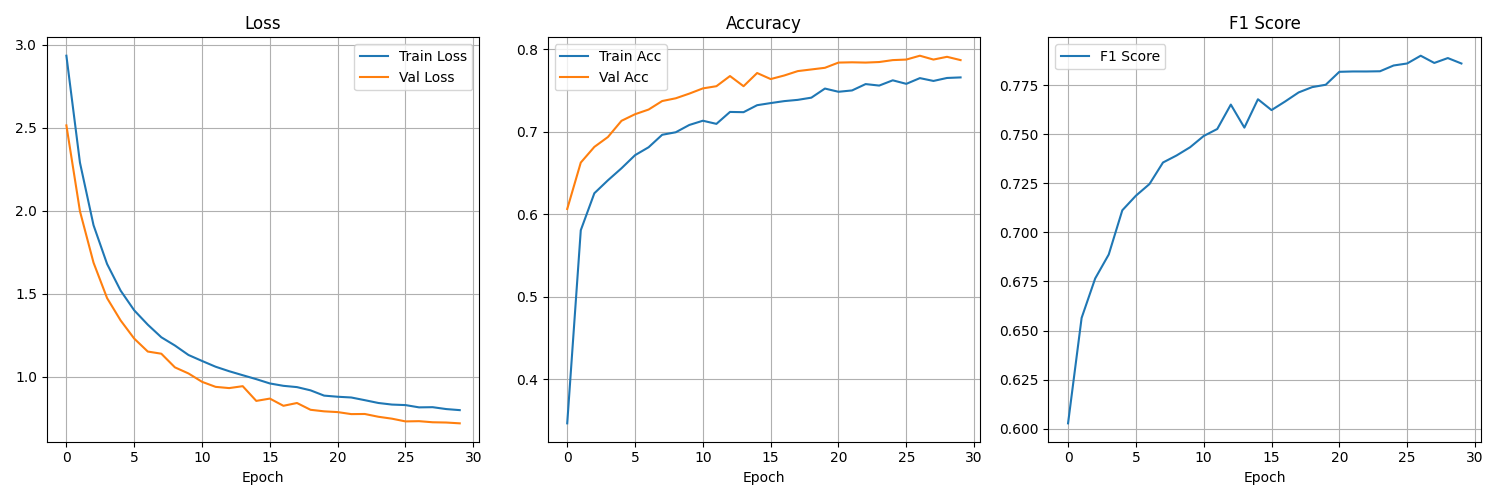 Loss
3.0
2.5
2.0
1.5
1.0
Train Loss
Val Loss
0 5 10 15 20 25 30
Epoch
Accuracy
0.8
0.7
0.6
0.5
0.4
Train Acc
Val Acc
0 5 10 15 20 25 30
Epoch
F1 Score
0.775
0.750
0.725
0.700
0.675
0.650
0.625
0.600
F1 Score
0 5 10 15 20 25 30
Epoch